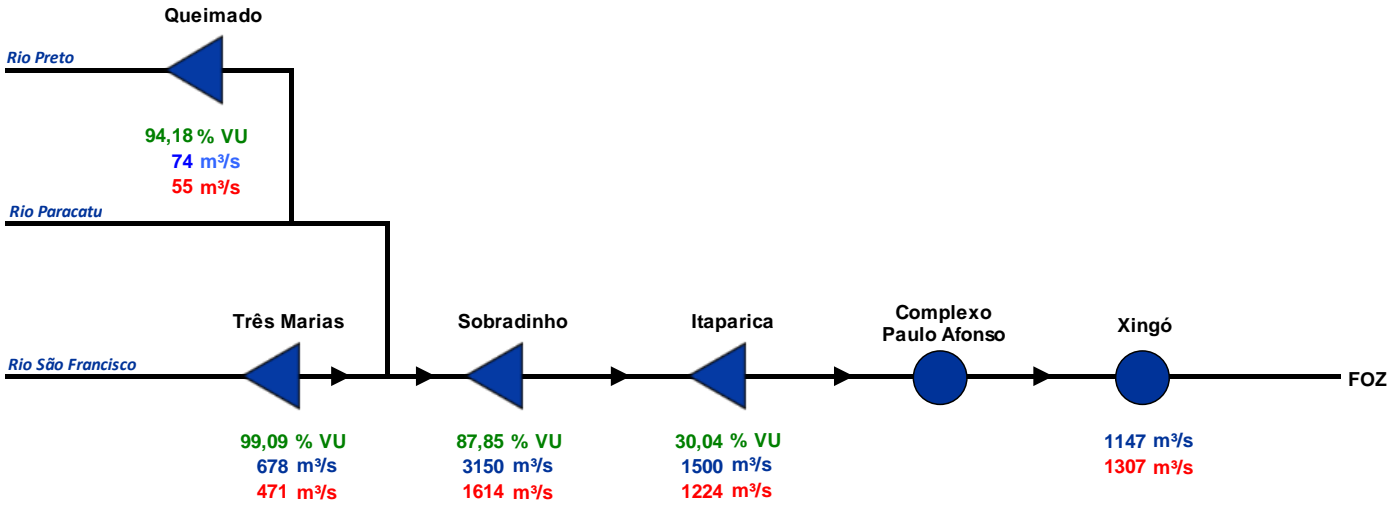 Queimado
Rio Preto
94,18 % VU
74 m³/s
55 m³/s
Rio Paracatu
Três Marias
Sobradinho
Itaparica
Complexo
Paulo Afonso
Xingó
Rio São Francisco
FOZ
99,09 % VU
678 m³/s
471 m³/s
87,85 % VU
3150 m³/s
1614 m³/s
30,04 % VU
1500 m³/s
1224 m³/s
1147 m³/s
1307 m³/s